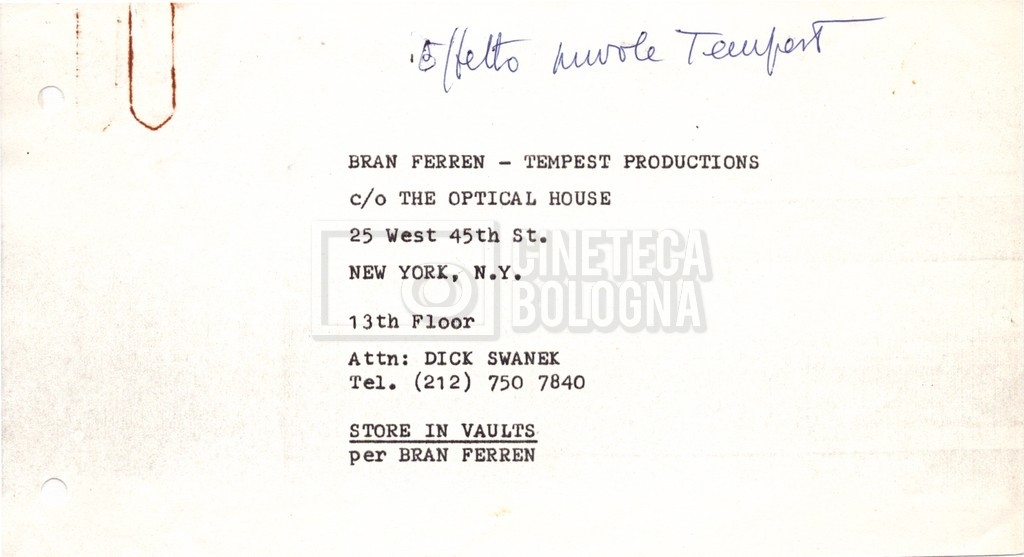 Effetto nuvole Tempest
BRAN FERREN – TEMPEST PRODUCTIONS
c/o THE OPTICAL HOUSE
25 West 45th St.
NEW YORK, N.Y.
CINETECA
BOLOGNA
13th Floor
Attn: DICK SWANEK
Tel. (212) 750 7840
STORE IN VAULTS
per BRAN FERREN